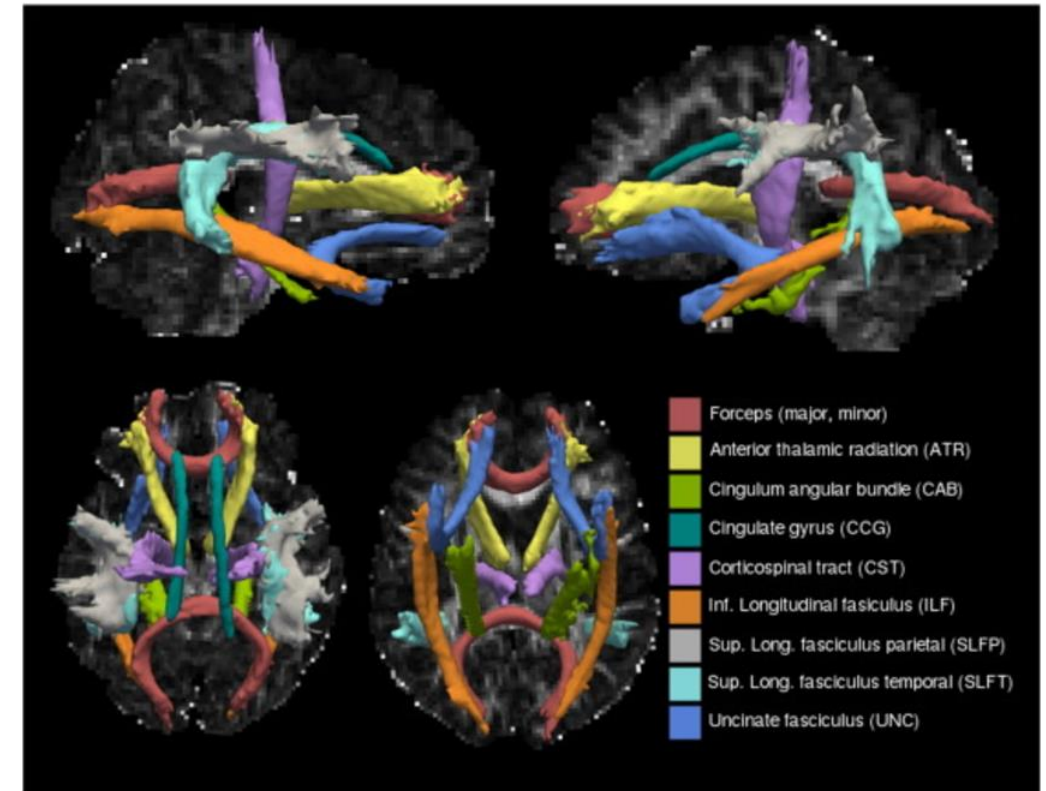 Forceps (major, minor)
Anterior thalamic radiation (ATR)
Cingulum angular bundle (CAB)
Cingulate gyrus (CCG)
Corticospinal tract (CST)
Inf. Longitudinal fasiculus (ILF)
Sup. Long. fasciculus parietal (SLFP)
Sup. Long. fasciculus temporal (SLFT)
Uncinate fasciculus (UNC)